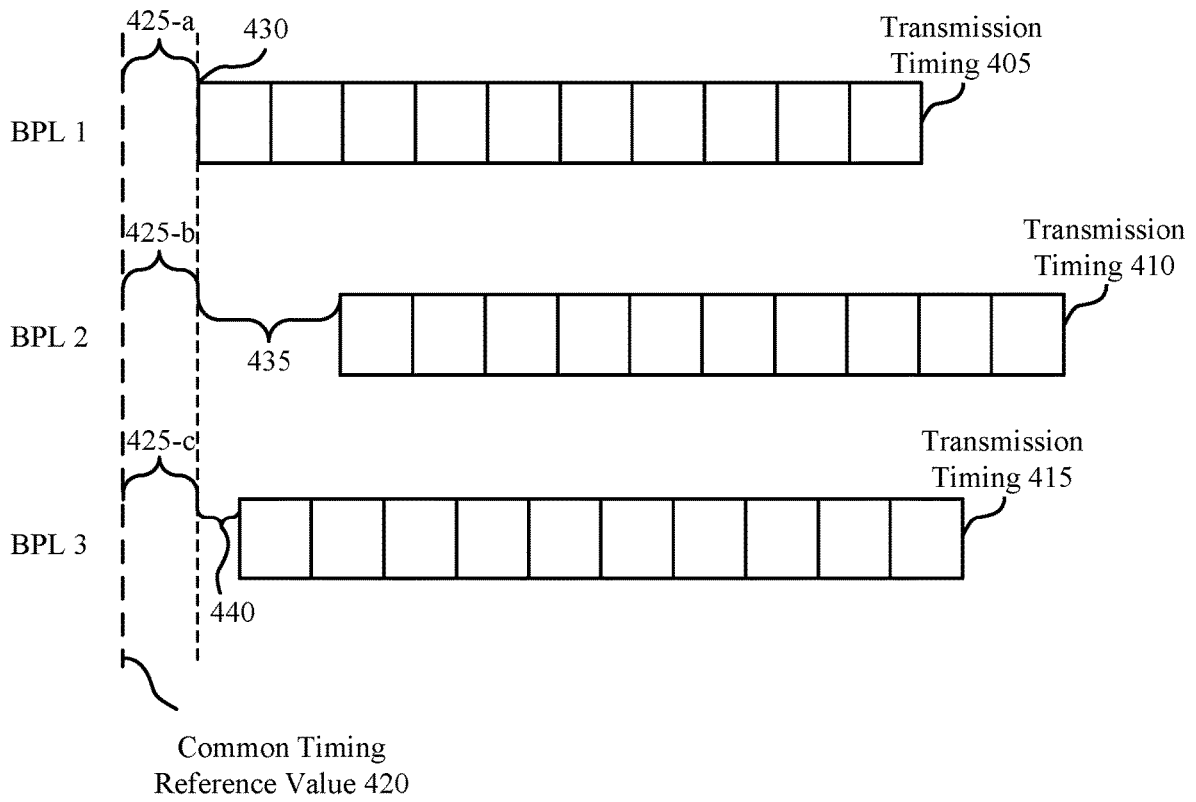 425-a
430
Transmission
Timing 405
BPL 1
425-b
Transmission
Timing 410
BPL 2
435
425-c
Transmission
Timing 415
BPL 3
440
Common Timing
Reference Value 420